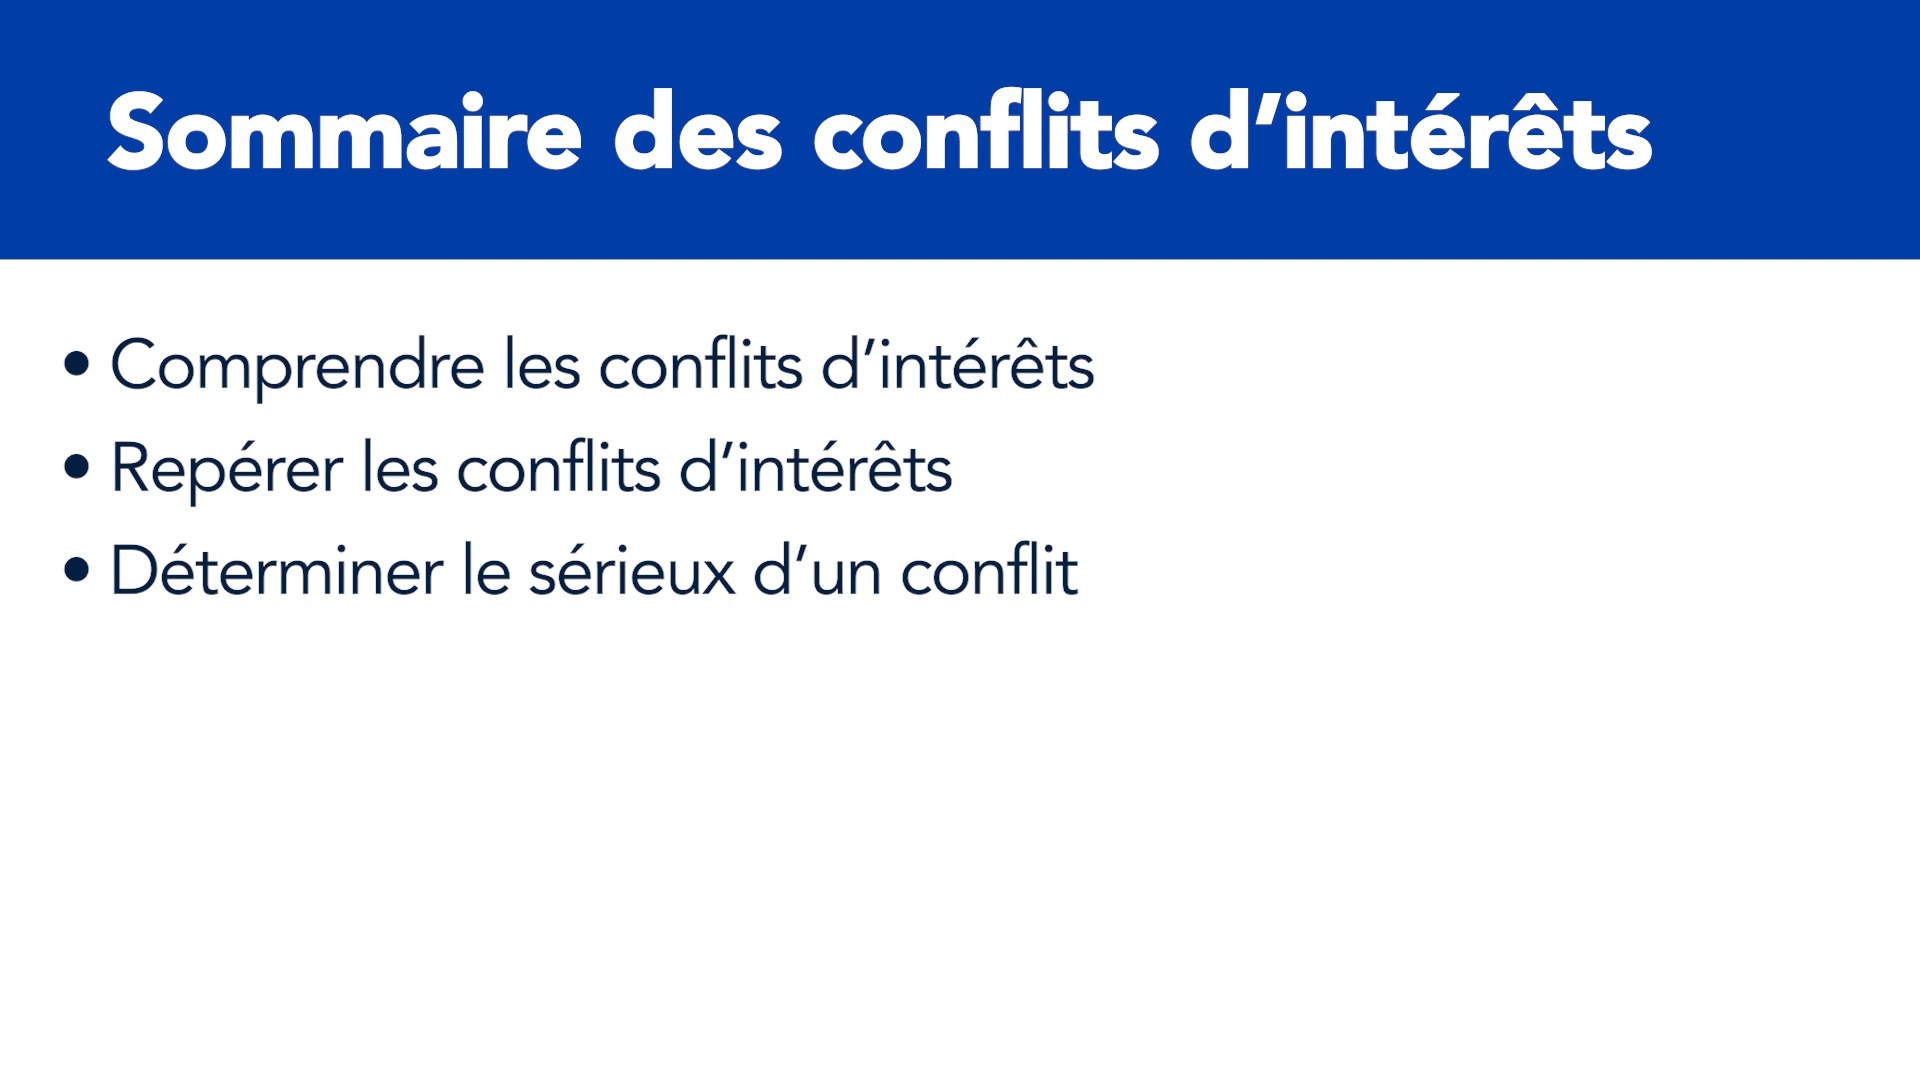 Sommaire des conflits d’intérêts
• Comprendre les conflits d’intérêts
• Repérer les conflits d’intérêts
• Déterminer le sérieux d’un conflit